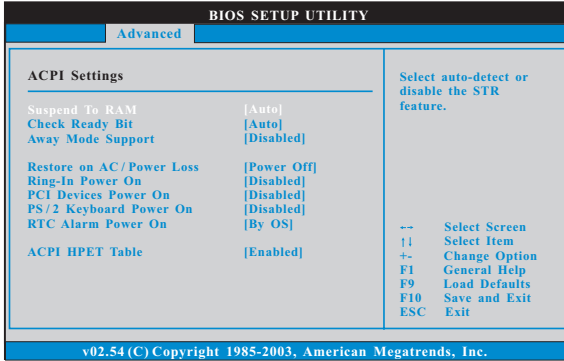 BIOS SETUP UTILITY
Advanced
ACPI Settings
Suspend To RAM [Auto]
Check Ready Bit [Auto]
Away Mode Support [Disabled]
Restore on AC / Power Loss [Power Off]
Ring-In Power On [Disabled]
PCI Devices Power On [Disabled]
PS / 2 Keyboard Power On [Disabled]
RTC Alarm Power On [By OS]
ACPI HPET Table [Enabled]
Select auto-detect or
disable the STR
feature.
←→ Select Screen
↑↓ Select Item
+- Change Option
F1 General Help
F9 Load Defaults
F10 Save and Exit
ESC Exit
v02.54 (C) Copyright 1985-2003, American Megatrends, Inc.